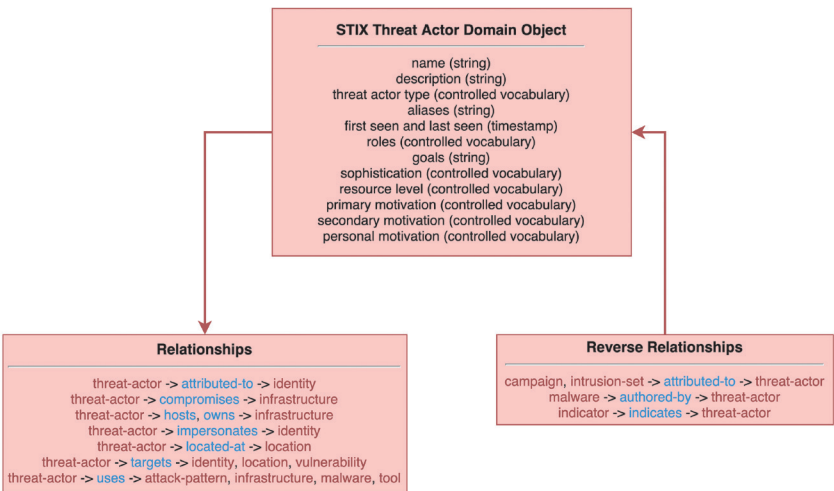 STIX Threat Actor Domain Object
name (string)
description (string)
threat actor type (controlled vocabulary)
aliases (string)
first seen and last seen (timestamp)
roles (controlled vocabulary)
goals (string)
sophistication (controlled vocabulary)
resource level (controlled vocabulary)
primary motivation (controlled vocabulary)
secondary motivation (controlled vocabulary)
personal motivation (controlled vocabulary)
Relationships
threat-actor -> attributed-to -> identity
threat-actor -> compromises -> infrastructure
threat-actor -> hosts, owns -> infrastructure
threat-actor -> impersonates -> identity
threat-actor -> located-at -> location
threat-actor -> targets -> identity, location, vulnerability
threat-actor -> uses -> attack-pattern, infrastructure, malware, tool
Reverse Relationships
campaign, intrusion-set -> attributed-to -> threat-actor
malware -> authored-by -> threat-actor
indicator -> indicates -> threat-actor